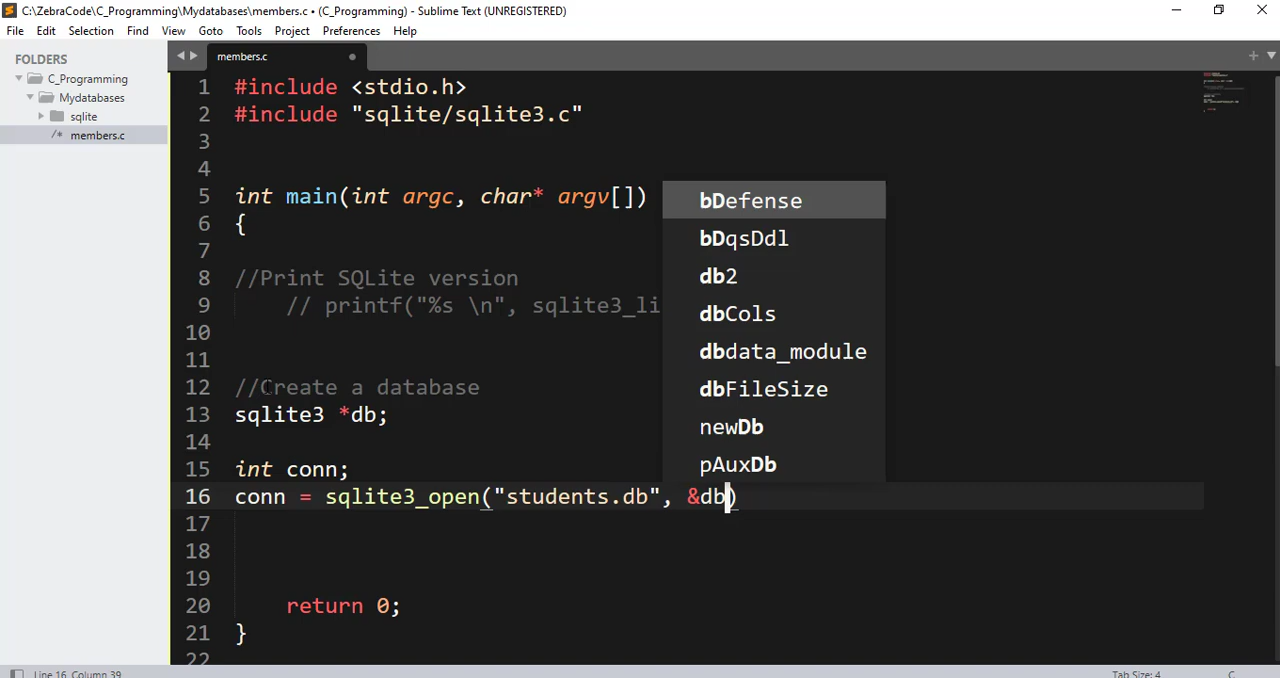 C:\ZebraCode\C_Programming\Mydatabases\members.c • (C_Programming) - Sublime Text (UNREGISTERED)
File Edit Selection Find View Goto Tools Project Preferences Help
FOLDERS
C_Programming
Mydatabases
sqlite
/* members.c
members.c
1 #include <stdio.h>
2 #include "sqlite/sqlite3.c"
3
4
5 int main(int argc, char* argv[])
6 {
7
8 //Print SQLite version
9 // printf("%s \n", sqlite3_li
10
11
12 //Create a database
13 sqlite3 *db;
14
15 int conn;
16 conn = sqlite3_open("students.db", &db)
17
18
19
20 return 0;
21 }
22
bDefense
bDqsDdl
db2
dbCols
dbdata_module
dbFileSize
newDb
pAuxDb
Line 16, Column 39
Tab Size: 4
C